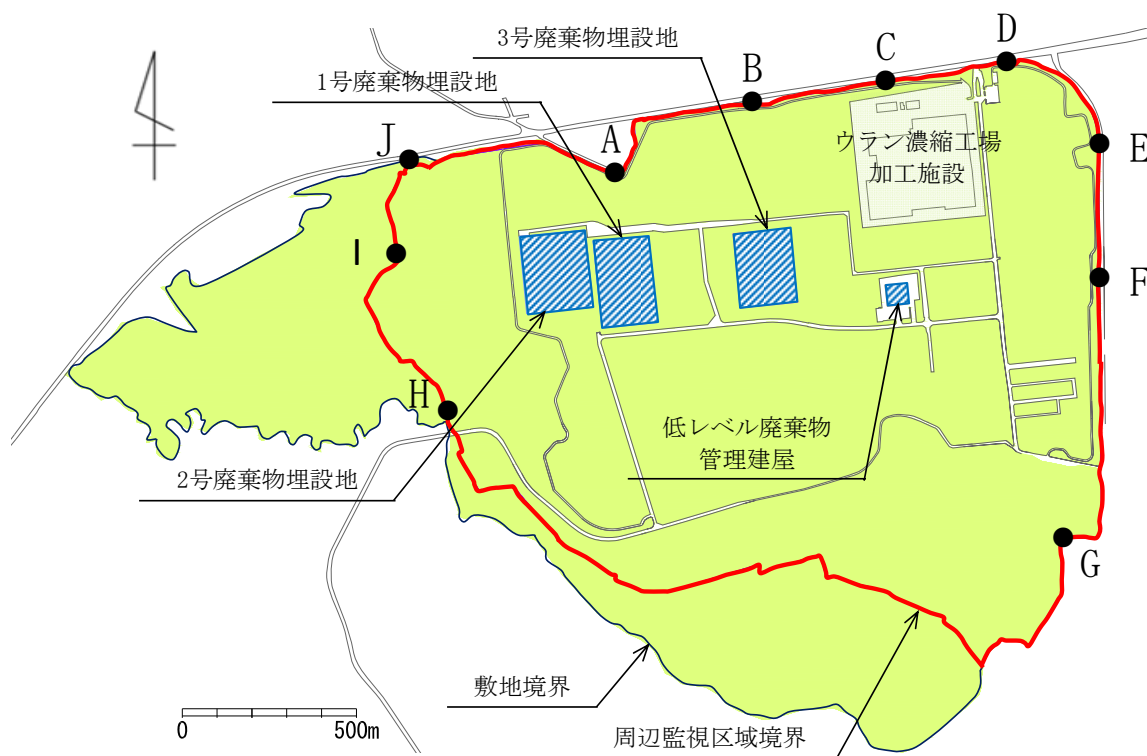 3号廃棄物埋設地
1号廃棄物埋設地
A
B
C
D
J
E
ウラン濃縮工場
加工施設
I
F
H
低レベル廃棄物
管理建屋
2号廃棄物埋設地
G
敷地境界
周辺監視区域境界
0
500m